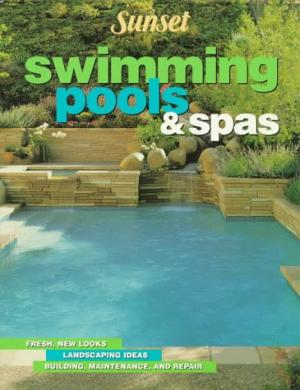 Sunset
swimming
pools
& spas
FRESH, NEW LOOKS
LANDSCAPING IDEAS
BUILDING, MAINTENANCE, AND REPAIR